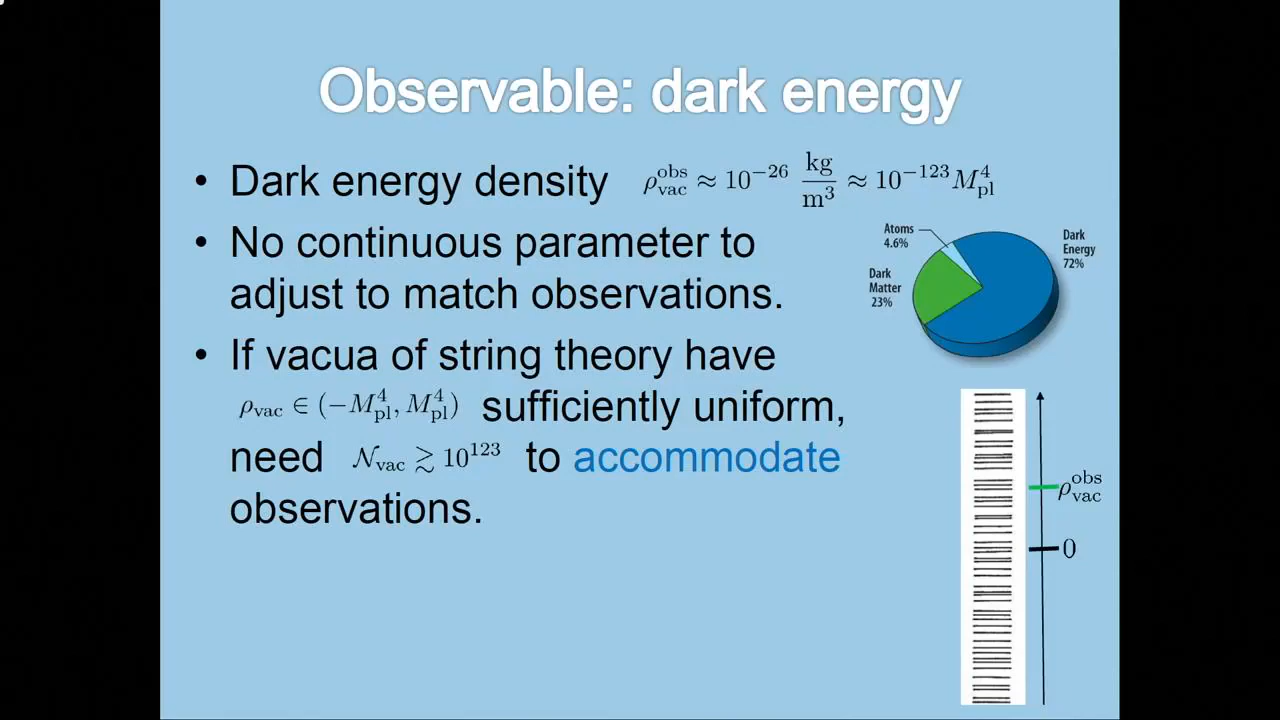 Observable: dark energy
• Dark energy density ρ_vac^obs ≈ 10^−26 kg/m^3 ≈ 10^−123 M_pl^4
• No continuous parameter to
adjust to match observations.
• If vacua of string theory have
ρ_vac ∈ (−M_pl^4, M_pl^4) sufficiently uniform,
need 𝒩_vac ≳ 10^123 to accommodate
observations.
Atoms
4.6%
Dark
Energy
72%
Dark
Matter
23%
ρ_vac^obs
0